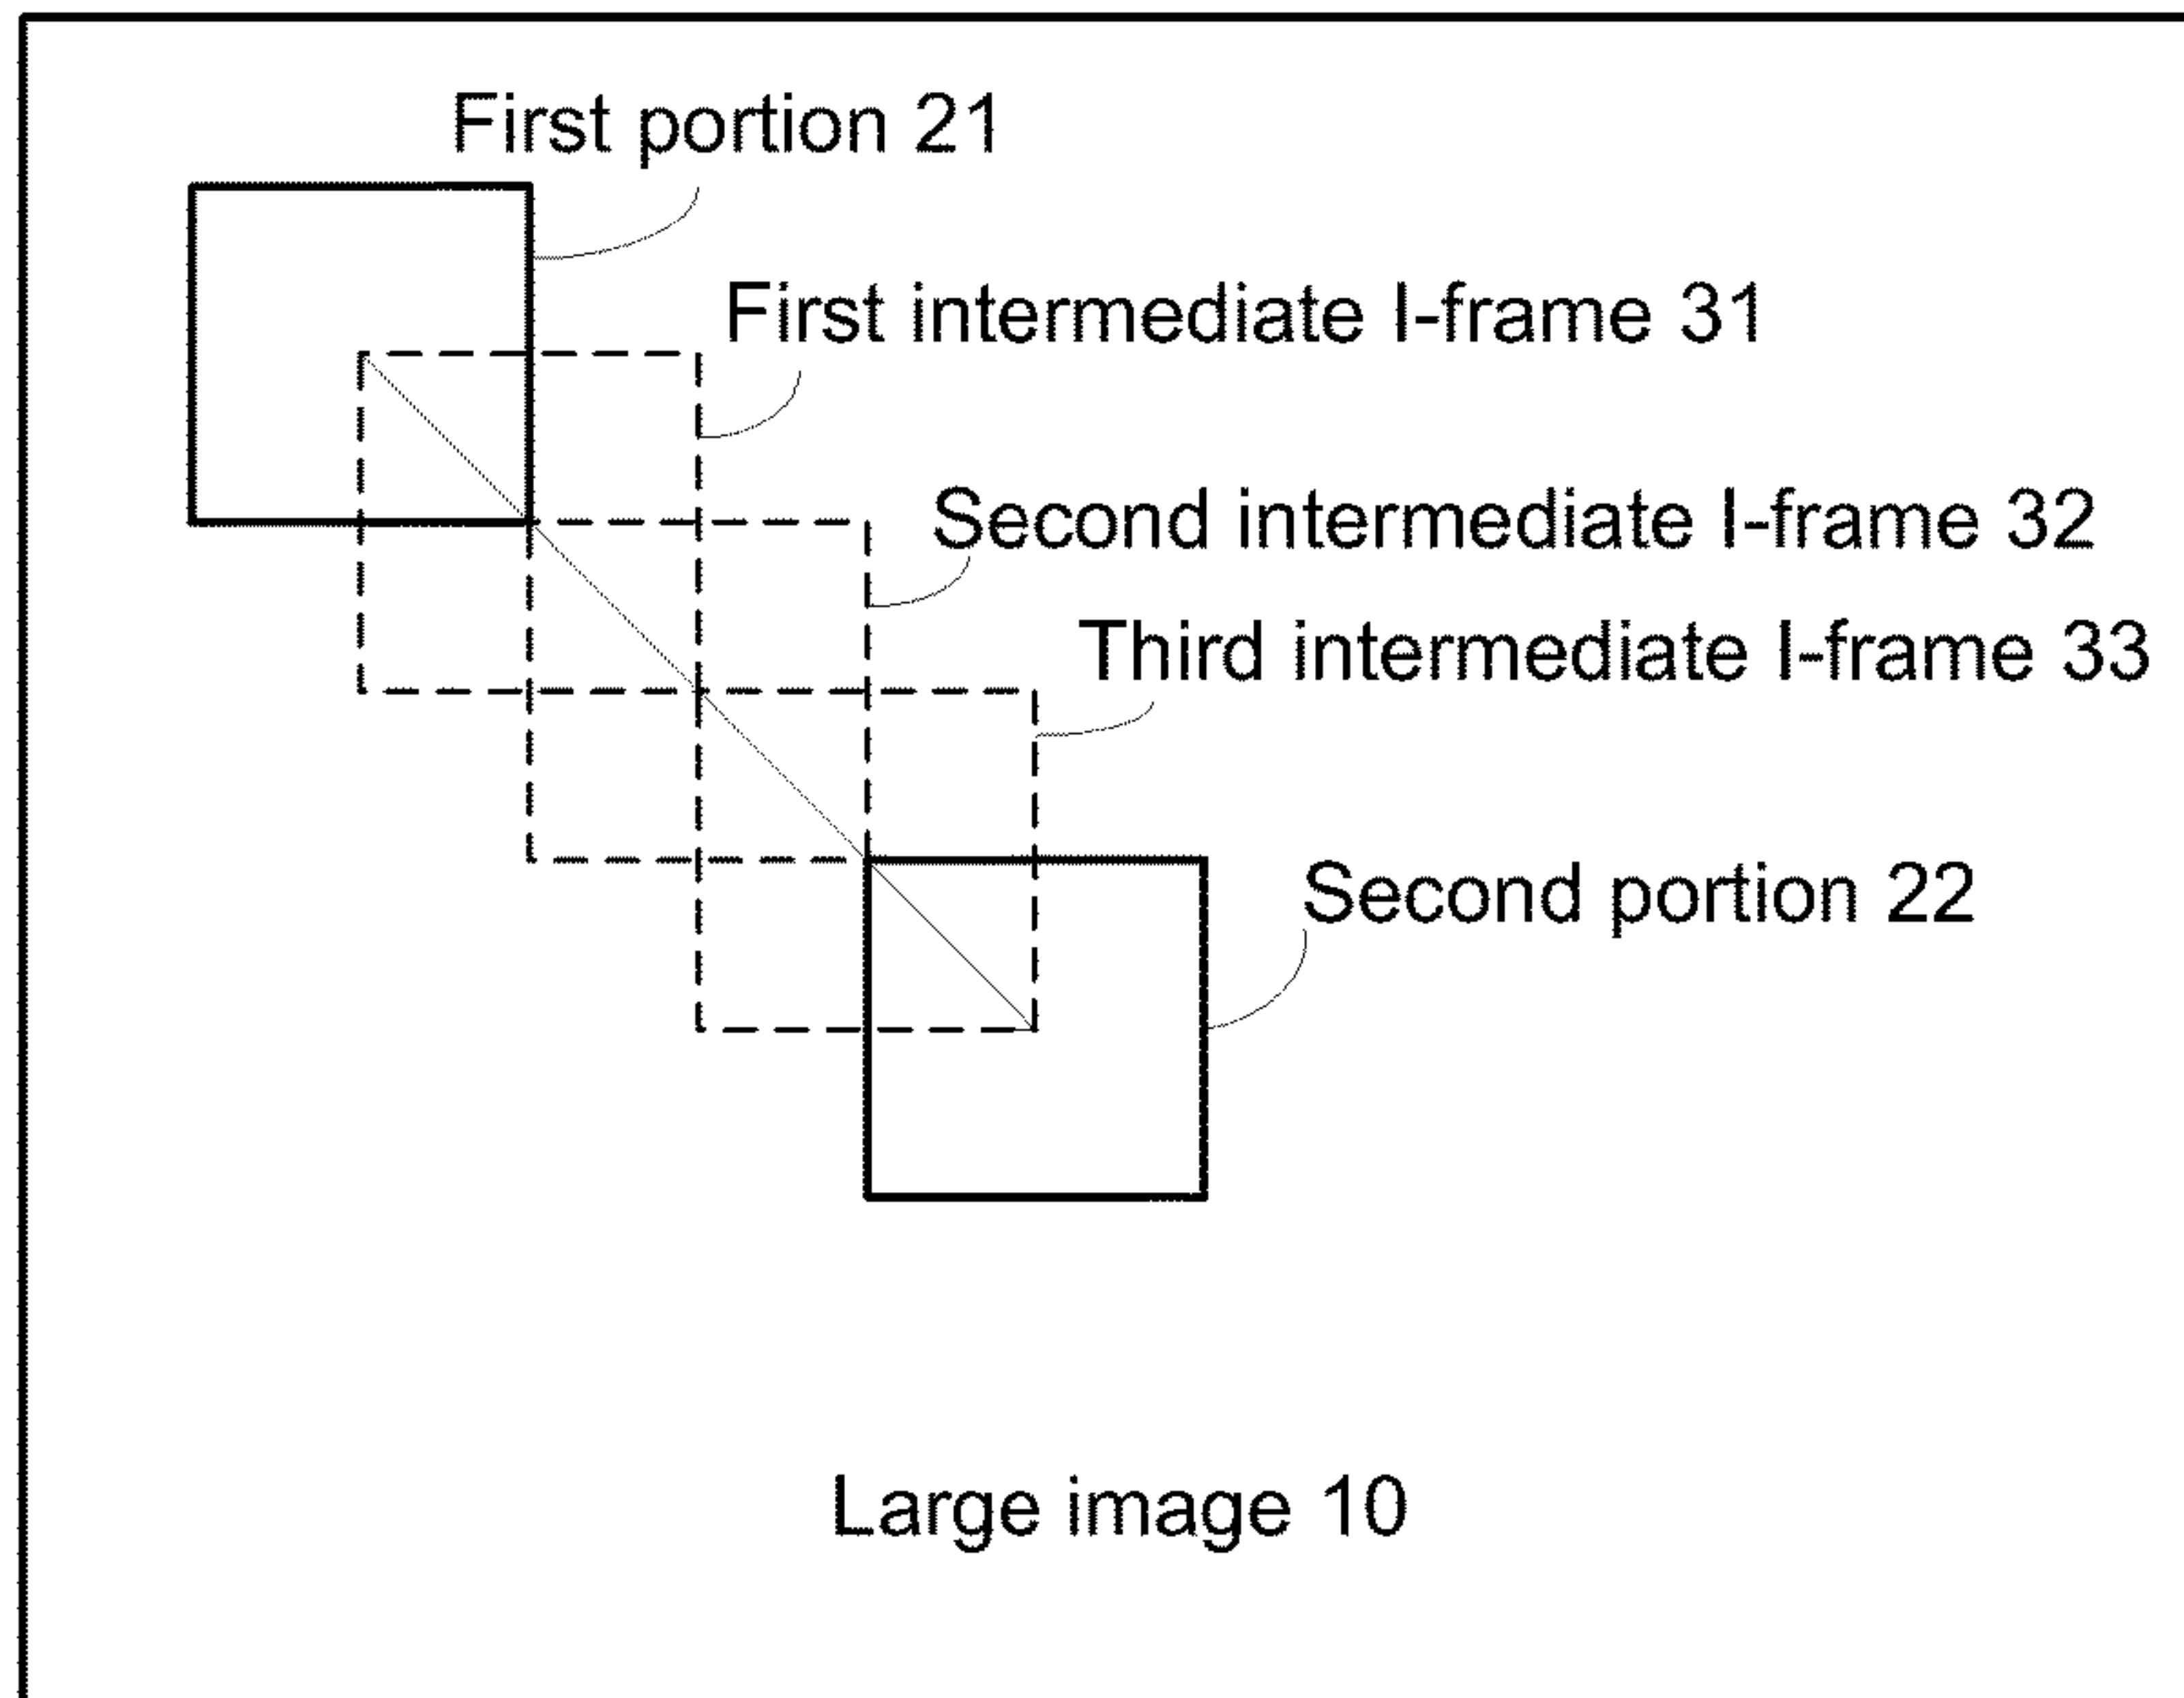 First portion 21
First intermediate I-frame 31
Second intermediate I-frame 32
Third intermediate I-frame 33
Second portion 22
Large image 10